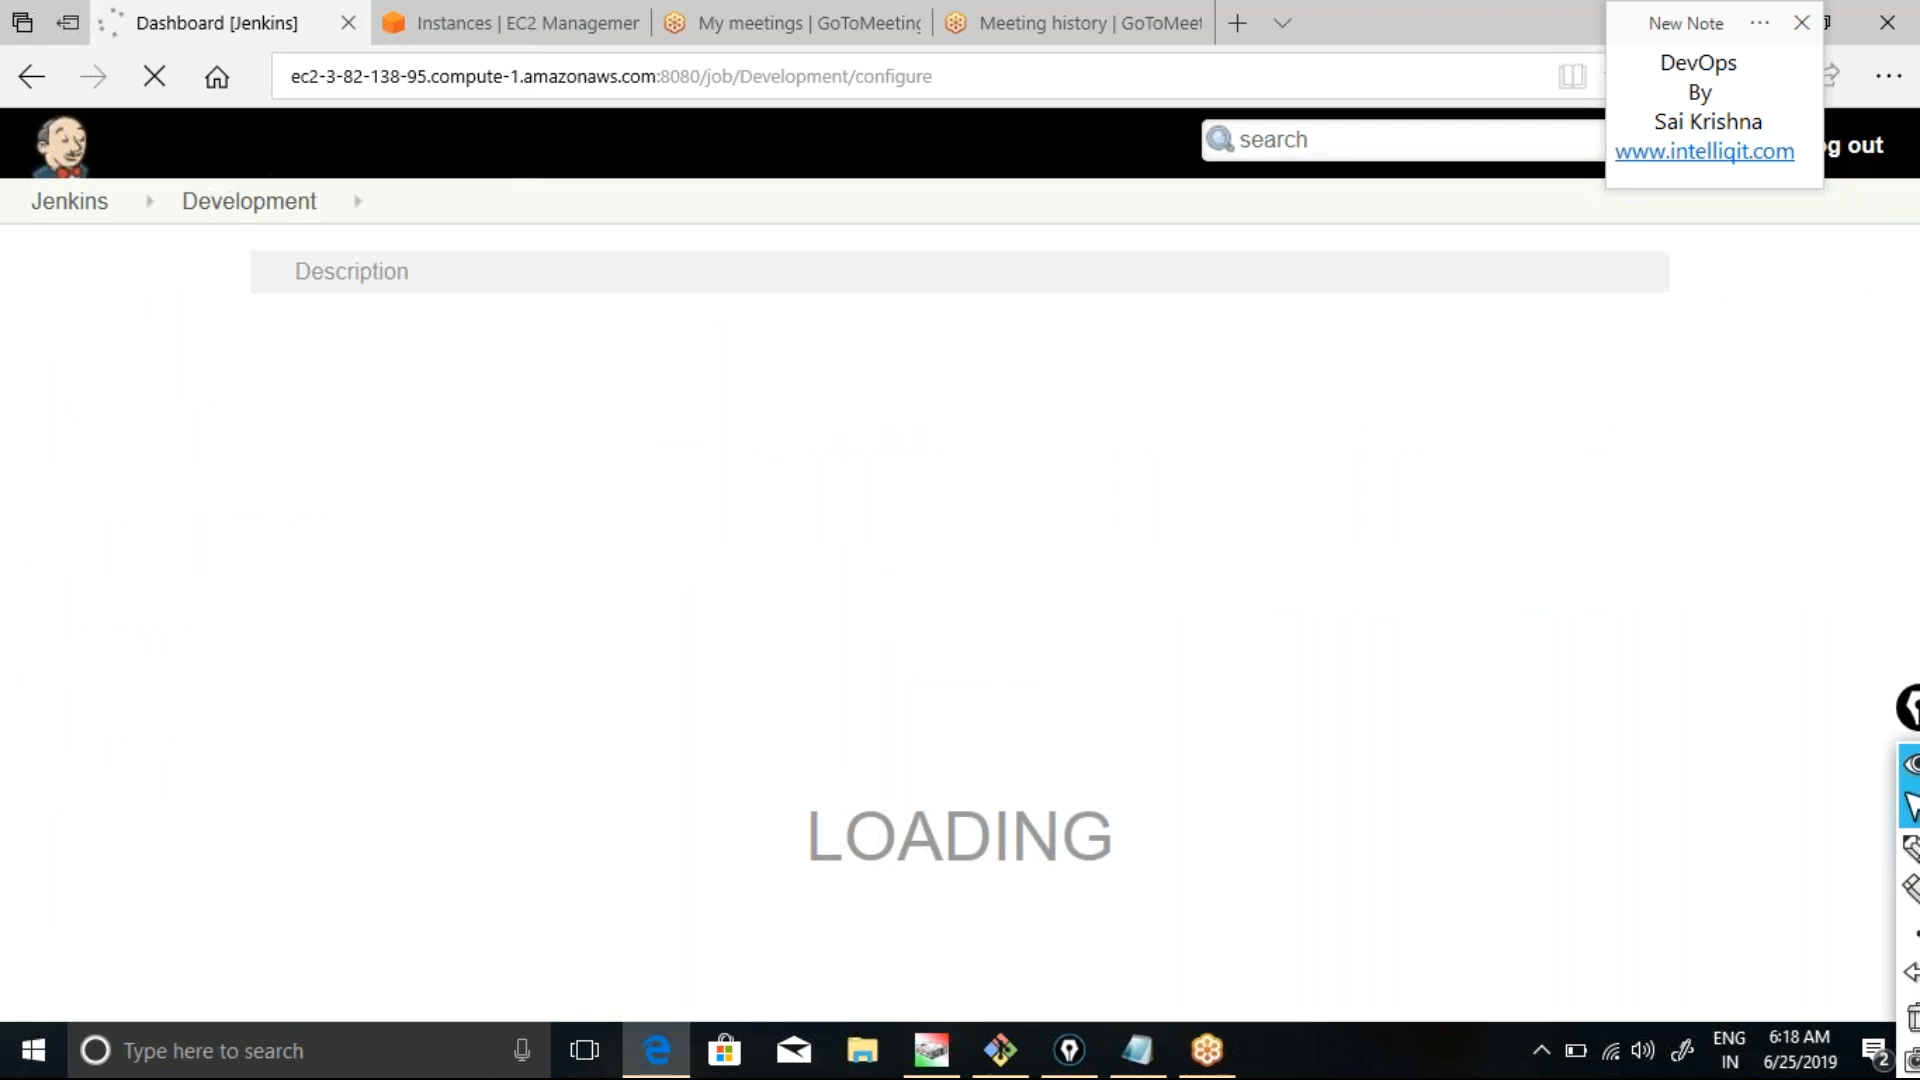 Dashboard [Jenkins]
Instances | EC2 Managemer
My meetings | GoToMeeting
Meeting history | GoToMeet
New Note
ec2-3-82-138-95.compute-1.amazonaws.com:8080/job/Development/configure
DevOps
By
Sai Krishna
www.intelliqit.com
search
og out
Jenkins
Development
Description
LOADING
Type here to search
ENG
IN
6:18 AM
6/25/2019
2